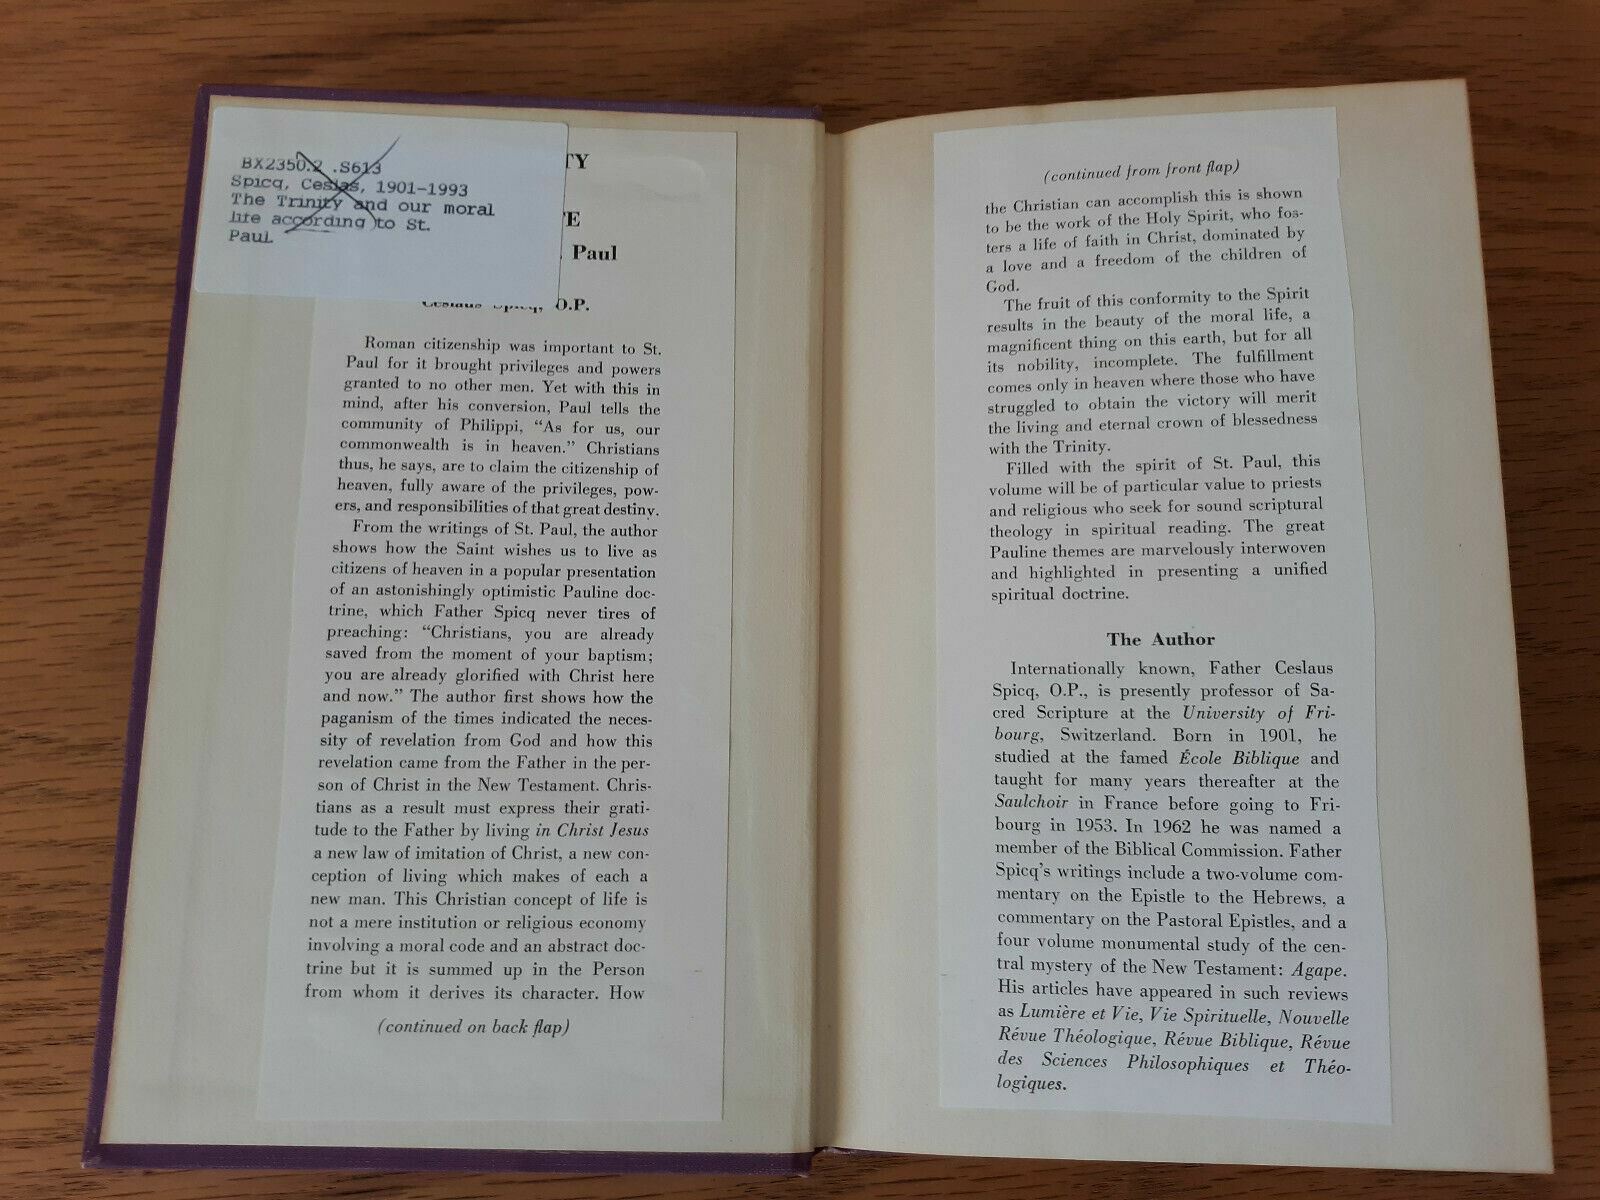 BX2350.2 .S613
Spicq, Ceslas, 1901-1993
The Trinity and our moral
life according to St.
Paul
TY
TE
. Paul
Ceslaus Spicq, O.P.
Roman citizenship was important to St.
Paul for it brought privileges and powers
granted to no other men. Yet with this in
mind, after his conversion, Paul tells the
community of Philippi, “As for us, our
commonwealth is in heaven.” Christians
thus, he says, are to claim the citizenship of
heaven, fully aware of the privileges, pow-
ers, and responsibilities of that great destiny.
From the writings of St. Paul, the author
shows how the Saint wishes us to live as
citizens of heaven in a popular presentation
of an astonishingly optimistic Pauline doc-
trine, which Father Spicq never tires of
preaching: “Christians, you are already
saved from the moment of your baptism;
you are already glorified with Christ here
and now.” The author first shows how the
paganism of the times indicated the neces-
sity of revelation from God and how this
revelation came from the Father in the per-
son of Christ in the New Testament. Chris-
tians as a result must express their grati-
tude to the Father by living in Christ Jesus
a new law of imitation of Christ, a new con-
ception of living which makes of each a
new man. This Christian concept of life is
not a mere institution or religious economy
involving a moral code and an abstract doc-
trine but it is summed up in the Person
from whom it derives its character. How
(continued on back flap)
(continued from front flap)
the Christian can accomplish this is shown
to be the work of the Holy Spirit, who fos-
ters a life of faith in Christ, dominated by
a love and a freedom of the children of
God.
The fruit of this conformity to the Spirit
results in the beauty of the moral life, a
magnificent thing on this earth, but for all
its nobility, incomplete. The fulfillment
comes only in heaven where those who have
struggled to obtain the victory will merit
the living and eternal crown of blessedness
with the Trinity.
Filled with the spirit of St. Paul, this
volume will be of particular value to priests
and religious who seek for sound scriptural
theology in spiritual reading. The great
Pauline themes are marvelously interwoven
and highlighted in presenting a unified
spiritual doctrine.
The Author
Internationally known, Father Ceslaus
Spicq, O.P., is presently professor of Sa-
cred Scripture at the University of Fri-
bourg, Switzerland. Born in 1901, he
studied at the famed École Biblique and
taught for many years thereafter at the
Saulchoir in France before going to Fri-
bourg in 1953. In 1962 he was named a
member of the Biblical Commission. Father
Spicq's writings include a two-volume com-
mentary on the Epistle to the Hebrews, a
commentary on the Pastoral Epistles, and a
four volume monumental study of the cen-
tral mystery of the New Testament: Agape.
His articles have appeared in such reviews
as Lumière et Vie, Vie Spirituelle, Nouvelle
Révue Théologique, Révue Biblique, Révue
des Sciences Philosophiques et Théo-
logiques.